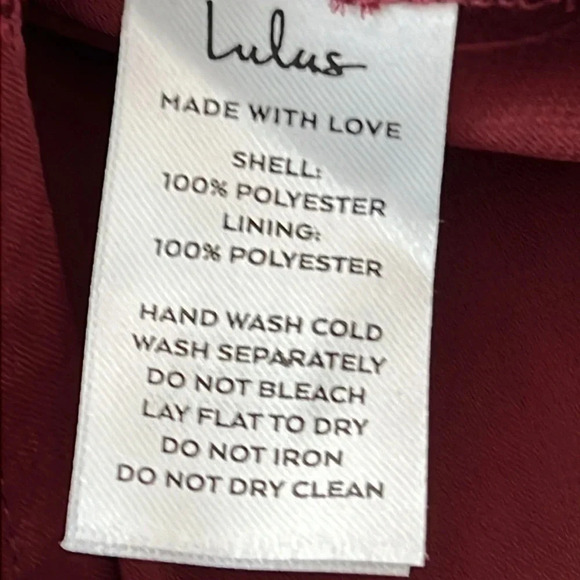 Lulus
MADE WITH LOVE
SHELL:
100% POLYESTER
LINING:
100% POLYESTER
HAND WASH COLD
WASH SEPARATELY
DO NOT BLEACH
LAY FLAT TO DRY
DO NOT IRON
DO NOT DRY CLEAN